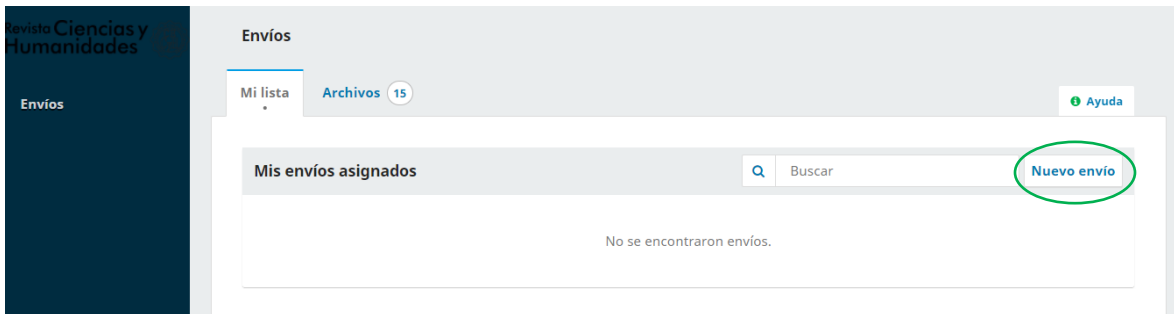 Revista Ciencias y
Humanidades
Envíos
Envíos
Mi lista
Archivos 15
Ayuda
Mis envíos asignados
Buscar
Nuevo envío
No se encontraron envíos.